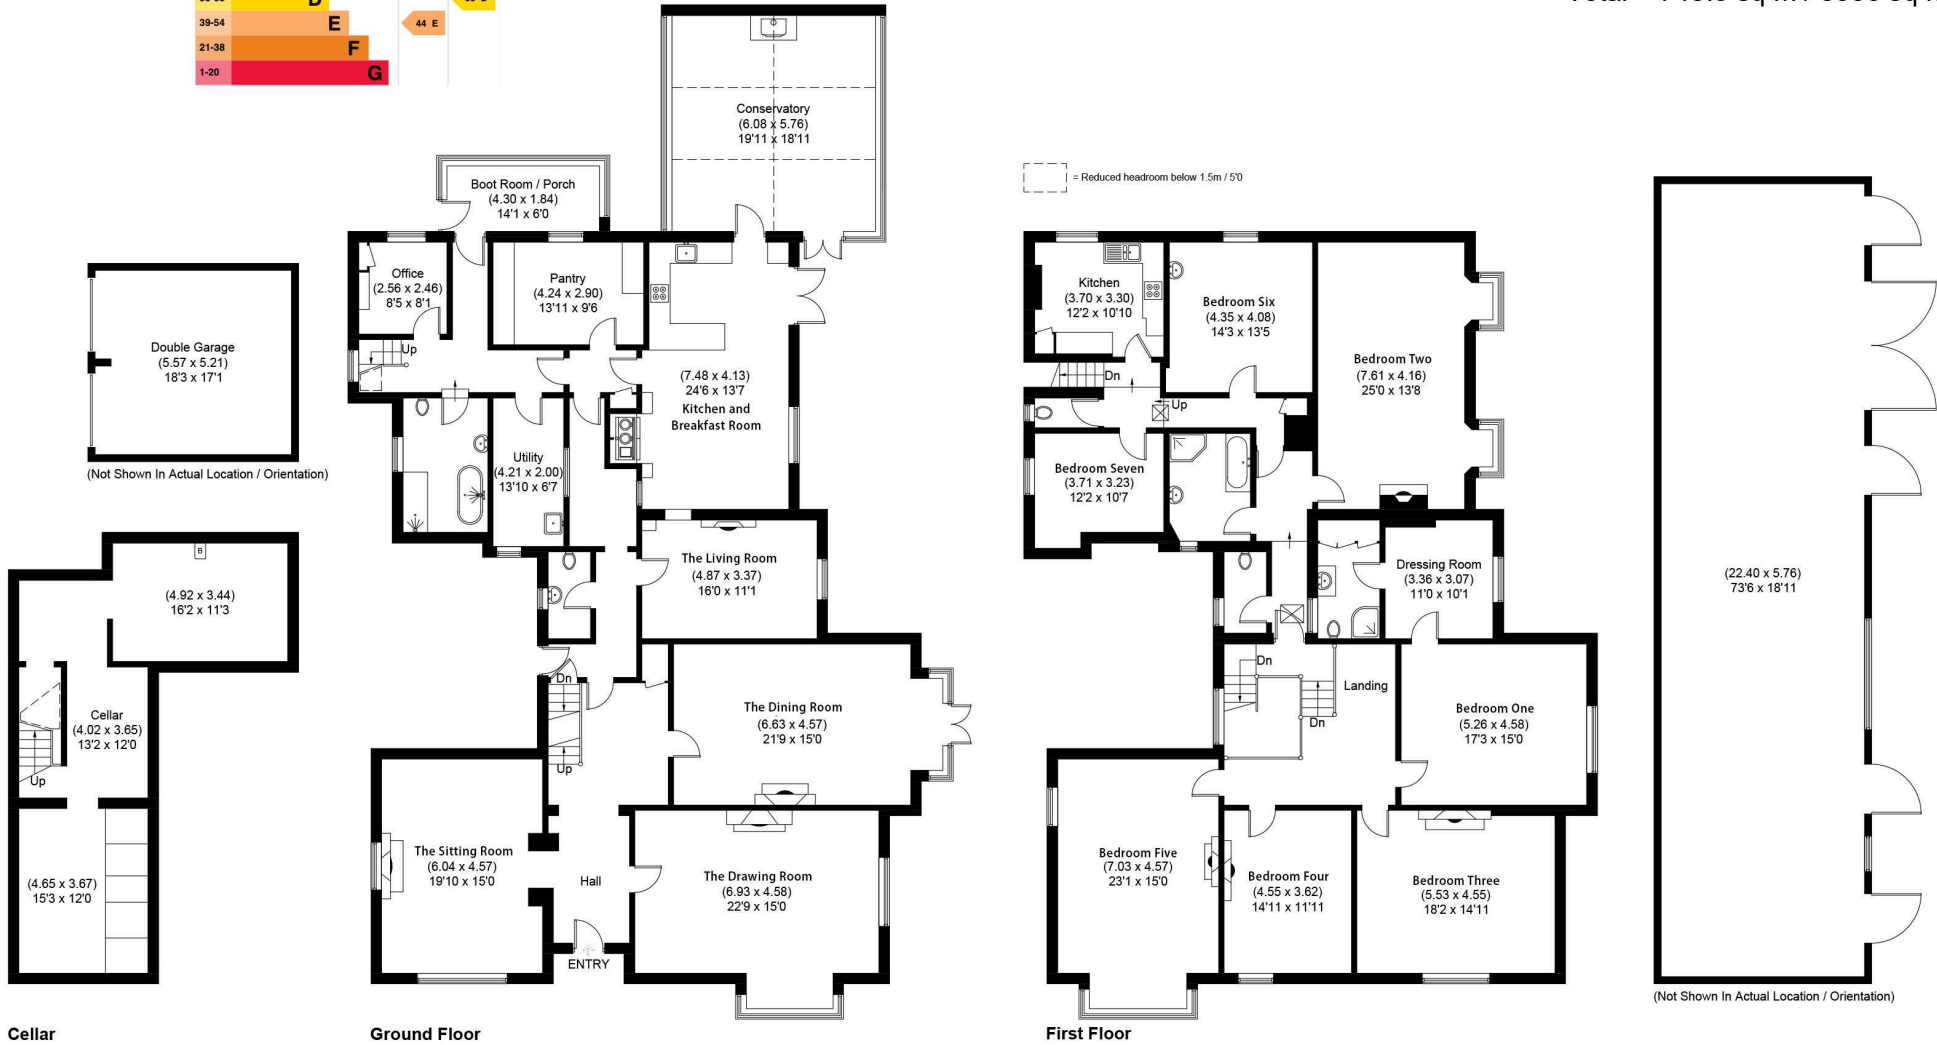 D
39-54 E
44 E
21-38 F
1-20 G
Conservatory
(6.08 x 5.76)
19'11 x 18'11
Boot Room / Porch
(4.30 x 1.84)
14'1 x 6'0
= Reduced headroom below 1.5m / 5'0
Office
(2.56 x 2.46)
8'5 x 8'1
Pantry
(4.24 x 2.90)
13'11 x 9'6
Up
(7.48 x 4.13)
24'6 x 13'7
Kitchen and
Breakfast Room
Utility
(4.21 x 2.00)
13'10 x 6'7
Double Garage
(5.57 x 5.21)
18'3 x 17'1
(Not Shown In Actual Location / Orientation)
B
(4.92 x 3.44)
16'2 x 11'3
Cellar
(4.02 x 3.65)
13'2 x 12'0
Up
(4.65 x 3.67)
15'3 x 12'0
Cellar
The Living Room
(4.87 x 3.37)
16'0 x 11'1
Dn
Up
The Dining Room
(6.63 x 4.57)
21'9 x 15'0
The Sitting Room
(6.04 x 4.57)
19'10 x 15'0
Hall
The Drawing Room
(6.93 x 4.58)
22'9 x 15'0
ENTRY
Ground Floor
Kitchen
(3.70 x 3.30)
12'2 x 10'10
Bedroom Six
(4.35 x 4.08)
14'3 x 13'5
Bedroom Two
(7.61 x 4.16)
25'0 x 13'8
Dn
Up
Bedroom Seven
(3.71 x 3.23)
12'2 x 10'7
Dressing Room
(3.36 x 3.07)
11'0 x 10'1
Dn
Landing
Dn
Bedroom One
(5.26 x 4.58)
17'3 x 15'0
Bedroom Five
(7.03 x 4.57)
23'1 x 15'0
Bedroom Four
(4.55 x 3.62)
14'11 x 11'11
Bedroom Three
(5.53 x 4.55)
18'2 x 14'11
First Floor
(22.40 x 5.76)
73'6 x 18'11
(Not Shown In Actual Location / Orientation)